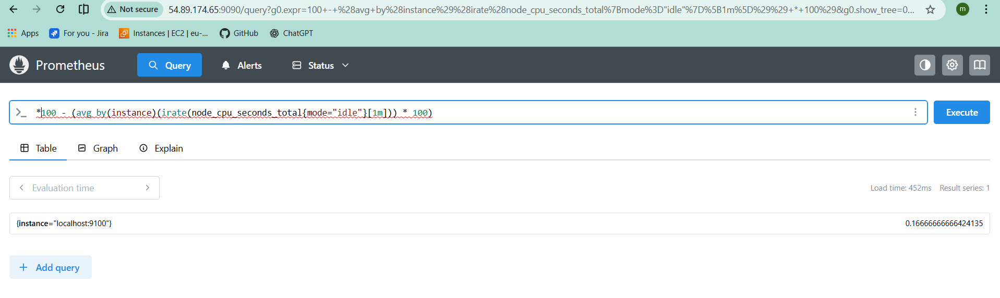 Not secure 54.89.174.65:9090/query?g0.expr=100+-+%28avg+by%28instance%29%28irate%28node_cpu_seconds_total%7Bmode%3D"idle"%7D%5B1m%5D%29%29+*+100%29&g0.show_tree=0... m
Apps For you - Jira Instances | EC2 | eu-... GitHub ChatGPT
Prometheus Query Alerts Status
*100 - (avg by(instance)(irate(node_cpu_seconds_total{mode="idle"}[1m])) * 100) Execute
Table Graph Explain
Evaluation time Load time: 452ms Result series: 1
{instance="localhost:9100"} 0.16666666666424135
+ Add query